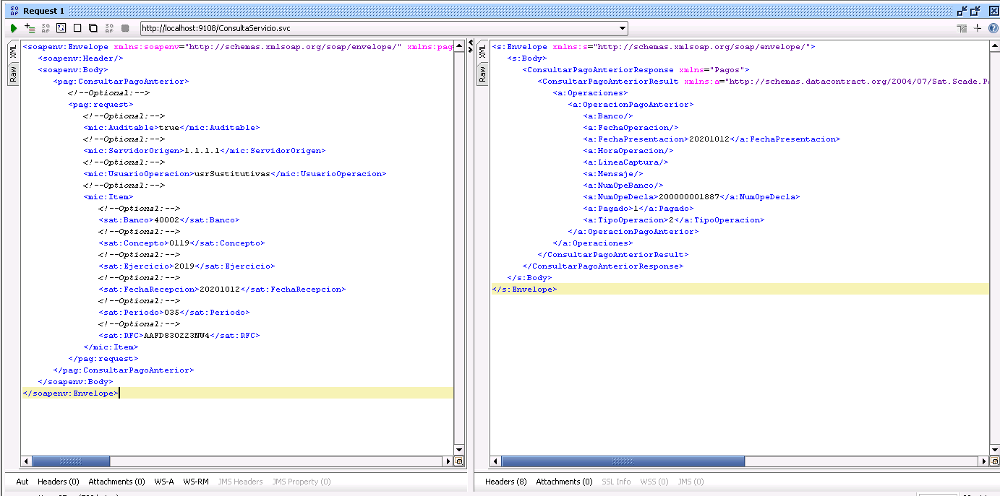 SO
AP
Request 1
SO
AP
SO
AP
http://localhost:9108/ConsultaServicio.svc
XML
Raw
<soapenv:Envelope xmlns:soapenv="http://schemas.xmlsoap.org/soap/envelope/" xmlns:pag
<soapenv:Header/>
<soapenv:Body>
<pag:ConsultarPagoAnterior>
<!--Optional:-->
<pag:request>
<!--Optional:-->
<mic:Auditable>true</mic:Auditable>
<!--Optional:-->
<mic:ServidorOrigen>1.1.1.1</mic:ServidorOrigen>
<!--Optional:-->
<mic:UsuarioOperacion>usrSustitutivas</mic:UsuarioOperacion>
<!--Optional:-->
<mic:Item>
<!--Optional:-->
<sat:Banco>40002</sat:Banco>
<!--Optional:-->
<sat:Concepto>0119</sat:Concepto>
<!--Optional:-->
<sat:Ejercicio>2019</sat:Ejercicio>
<!--Optional:-->
<sat:FechaRecepcion>20201012</sat:FechaRecepcion>
<!--Optional:-->
<sat:Periodo>035</sat:Periodo>
<!--Optional:-->
<sat:RFC>AAFD830223NW4</sat:RFC>
</mic:Item>
</pag:request>
</pag:ConsultarPagoAnterior>
</soapenv:Body>
</soapenv:Envelope>
Aut Headers (0) Attachments (0) WS-A WS-RM JMS Headers JMS Property (0)
XML
Raw
<s:Envelope xmlns:s="http://schemas.xmlsoap.org/soap/envelope/">
<s:Body>
<ConsultarPagoAnteriorResponse xmlns="Pagos">
<ConsultarPagoAnteriorResult xmlns:a="http://schemas.datacontract.org/2004/07/Sat.Scade.Pa
<a:Operaciones>
<a:OperacionPagoAnterior>
<a:Banco/>
<a:FechaOperacion/>
<a:FechaPresentacion>20201012</a:FechaPresentacion>
<a:HoraOperacion/>
<a:LineaCaptura/>
<a:Mensaje/>
<a:NumOpeBanco/>
<a:NumOpeDecla>200000001887</a:NumOpeDecla>
<a:Pagado>1</a:Pagado>
<a:TipoOperacion>2</a:TipoOperacion>
</a:OperacionPagoAnterior>
</a:Operaciones>
</ConsultarPagoAnteriorResult>
</ConsultarPagoAnteriorResponse>
</s:Body>
</s:Envelope>
Headers (8) Attachments (0) SSL Info WSS (0) JMS (0)